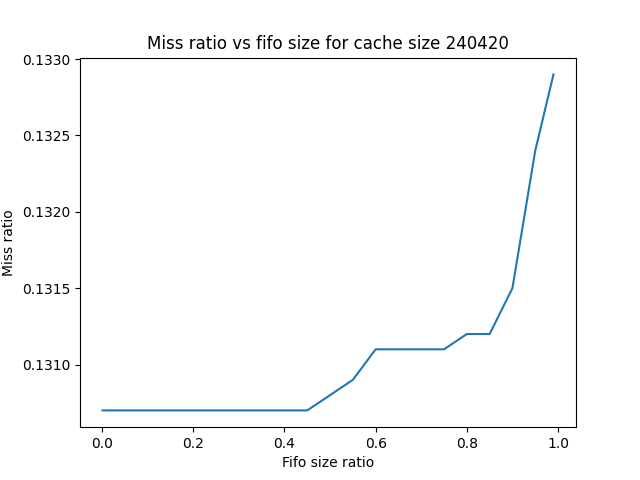 Miss ratio vs fifo size for cache size 240420
0.1330
0.1325
0.1320
0.1315
0.1310
Miss ratio
0.0 0.2 0.4 0.6 0.8 1.0
Fifo size ratio